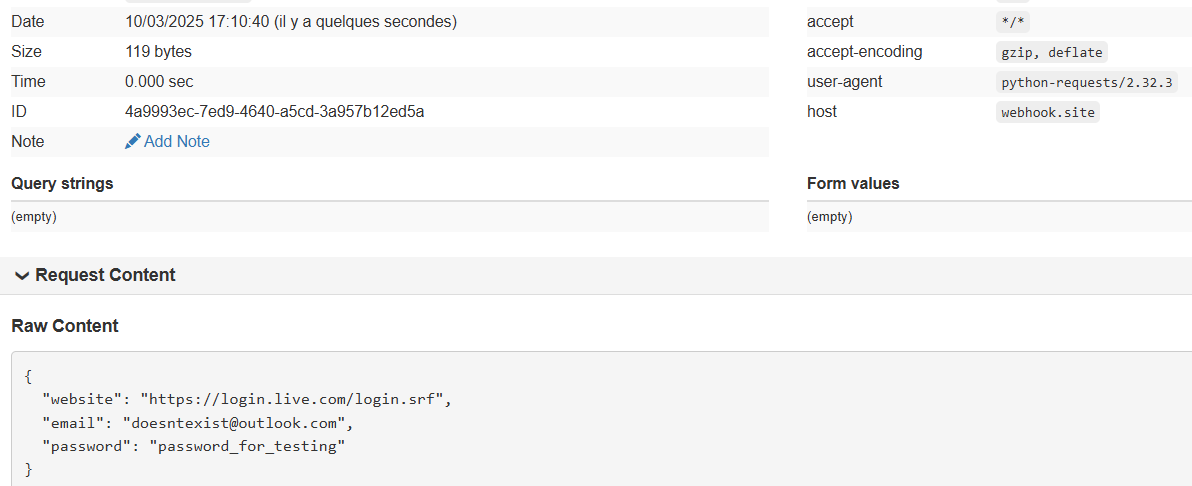 Date 10/03/2025 17:10:40 (il y a quelques secondes)
Size 119 bytes
Time 0.000 sec
ID 4a9993ec-7ed9-4640-a5cd-3a957b12ed5a
Note Add Note
accept */*
accept-encoding gzip, deflate
user-agent python-requests/2.32.3
host webhook.site
Query strings
(empty)
Form values
(empty)
Request Content
Raw Content
{
  "website": "https://login.live.com/login.srf",
  "email": "doesntexist@outlook.com",
  "password": "password_for_testing"
}